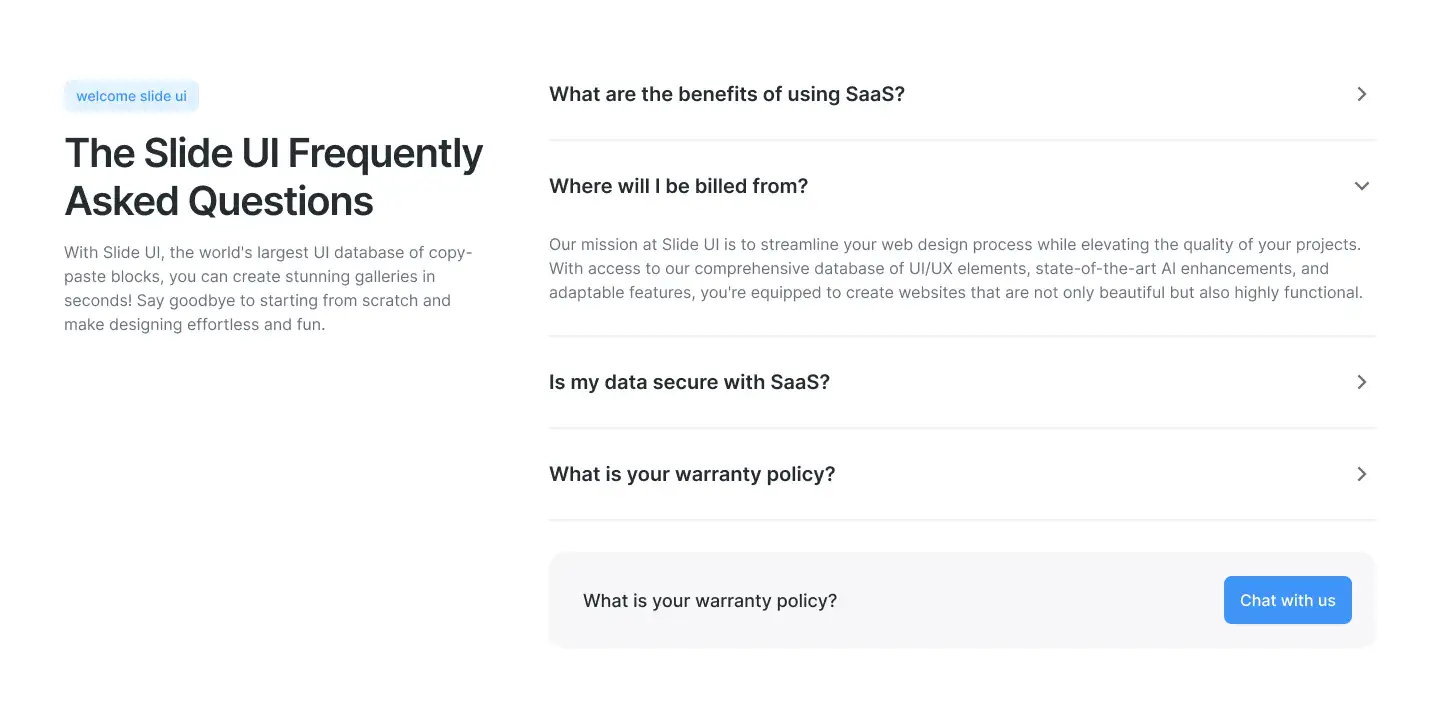 welcome slide ui
The Slide UI Frequently
Asked Questions
With Slide UI, the world's largest UI database of copy-
paste blocks, you can create stunning galleries in
seconds! Say goodbye to starting from scratch and
make designing effortless and fun.
What are the benefits of using SaaS?
Where will I be billed from?
Our mission at Slide UI is to streamline your web design process while elevating the quality of your projects.
With access to our comprehensive database of UI/UX elements, state-of-the-art AI enhancements, and
adaptable features, you're equipped to create websites that are not only beautiful but also highly functional.
Is my data secure with SaaS?
What is your warranty policy?
What is your warranty policy?
Chat with us